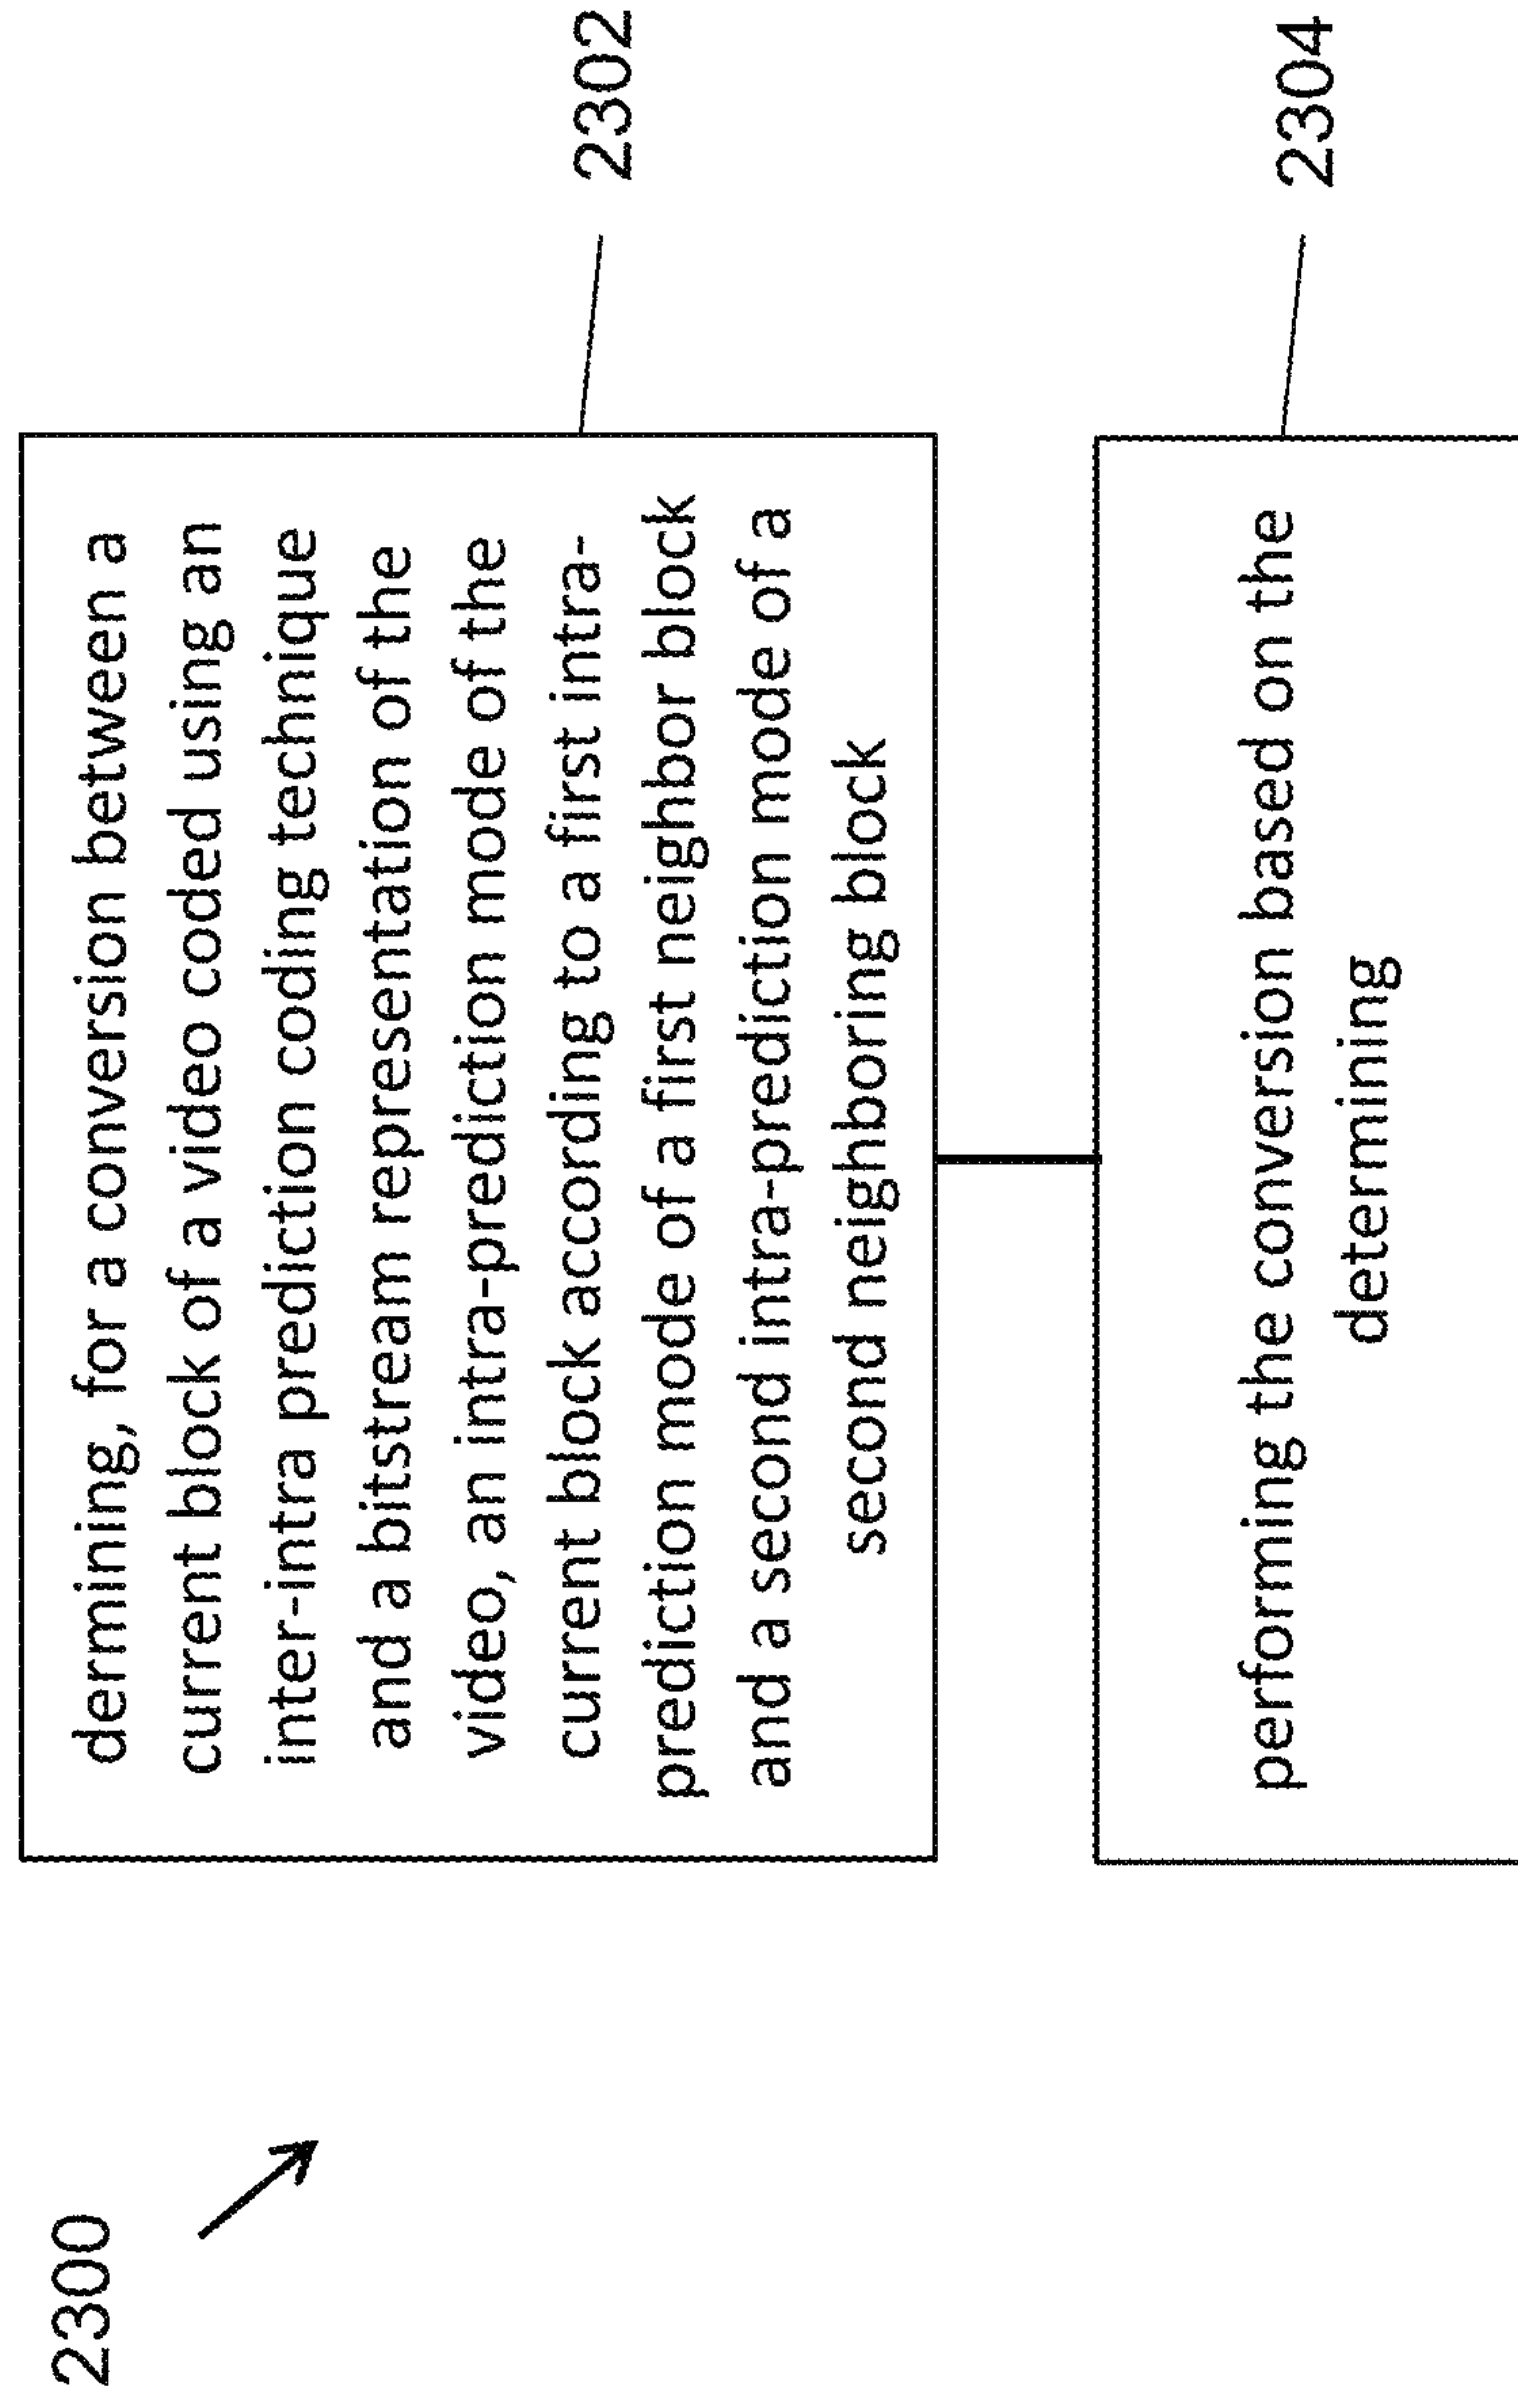 2300
dermining, for a conversion between a
current block of a video coded using an
inter-intra prediction coding technique
and a bitstream representation of the
video, an intra-prediction mode of the
current block according to a first intra-
prediction mode of a first neighbor block
and a second intra-prediction mode of a
second neighboring block
2302
performing the conversion based on the
determining
2304